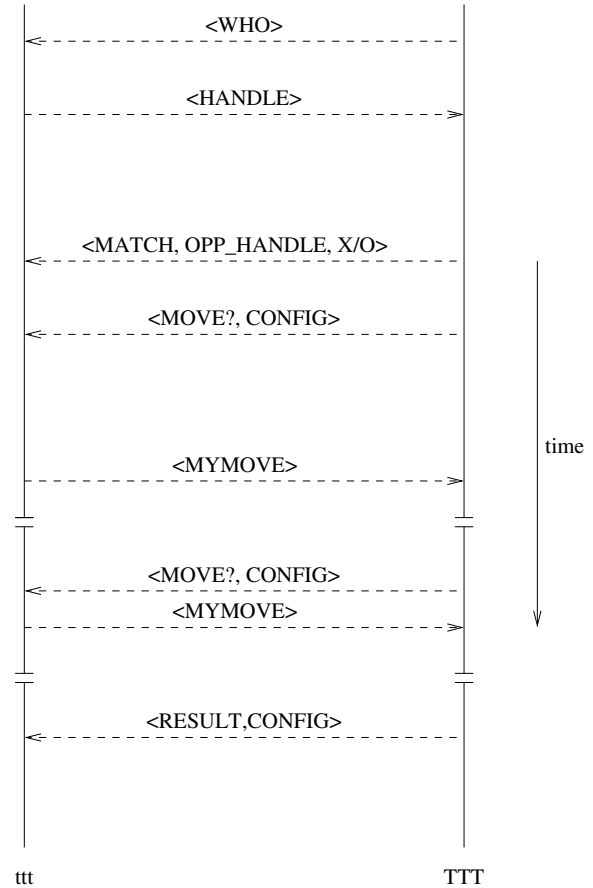 <WHO>
<HANDLE>
<MATCH, OPP_HANDLE, X/O>
<MOVE?, CONFIG>
time
<MYMOVE>
<MOVE?, CONFIG>
<MYMOVE>
<RESULT,CONFIG>
ttt
TTT